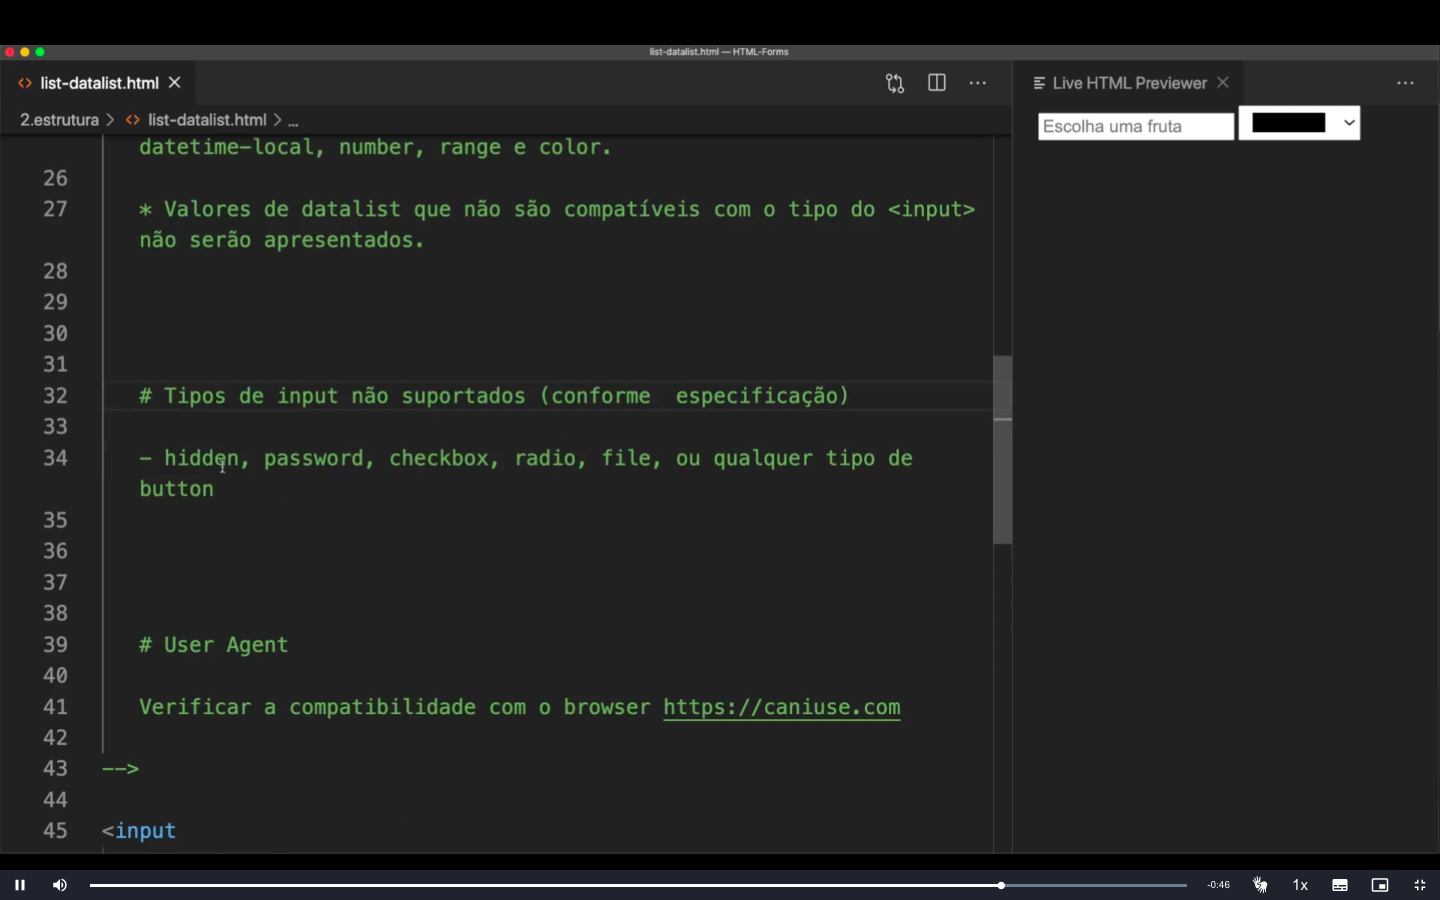 list-datalist.html — HTML-Forms
<> list-datalist.html
Live HTML Previewer
2.estrutura > <> list-datalist.html > ...
Escolha uma fruta
datetime-local, number, range e color.
26
27 * Valores de datalist que não são compatíveis com o tipo do <input>
não serão apresentados.
28
29
30
31
32 # Tipos de input não suportados (conforme  especificação)
33
34 - hidden, password, checkbox, radio, file, ou qualquer tipo de
button
35
36
37
38
39 # User Agent
40
41 Verificar a compatibilidade com o browser https://caniuse.com
42
43 -->
44
45 <input
-0:46
1x